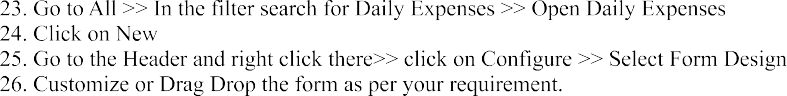 23. Go to All >> In the filter search for Daily Expenses >> Open Daily Expenses
24. Click on New
25. Go to the Header and right click there>> click on Configure >> Select Form Design
26. Customize or Drag Drop the form as per your requirement.